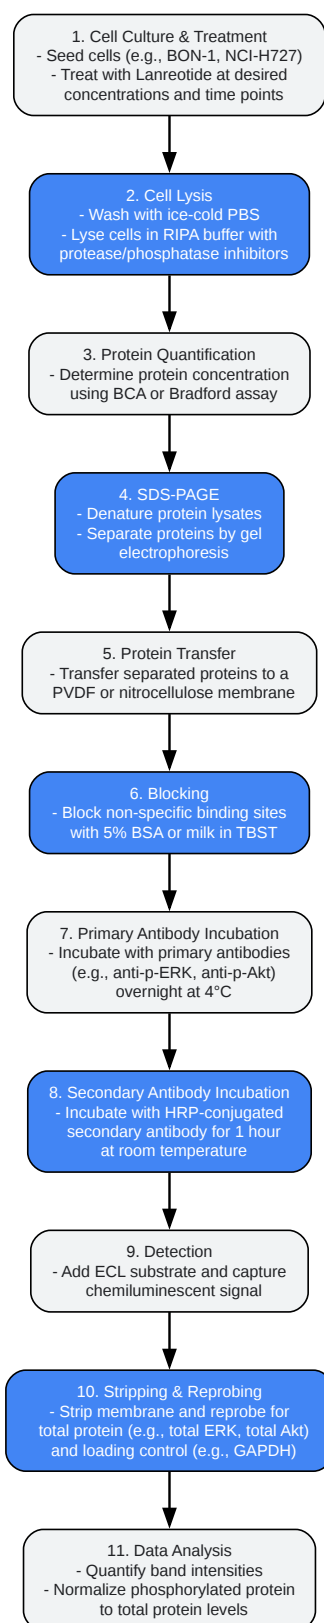 1. Cell Culture & Treatment
- Seed cells (e.g., BON-1, NCI-H727)
- Treat with Lanreotide at desired
concentrations and time points
2. Cell Lysis
- Wash with ice-cold PBS
- Lyse cells in RIPA buffer with
protease/phosphatase inhibitors
3. Protein Quantification
- Determine protein concentration
using BCA or Bradford assay
4. SDS-PAGE
- Denature protein lysates
- Separate proteins by gel
electrophoresis
5. Protein Transfer
- Transfer separated proteins to a
PVDF or nitrocellulose membrane
6. Blocking
- Block non-specific binding sites
with 5% BSA or milk in TBST
7. Primary Antibody Incubation
- Incubate with primary antibodies
(e.g., anti-p-ERK, anti-p-Akt)
overnight at 4°C
8. Secondary Antibody Incubation
- Incubate with HRP-conjugated
secondary antibody for 1 hour
at room temperature
9. Detection
- Add ECL substrate and capture
chemiluminescent signal
10. Stripping & Reprobing
- Strip membrane and reprobe for
total protein (e.g., total ERK, total Akt)
and loading control (e.g., GAPDH)
11. Data Analysis
- Quantify band intensities
- Normalize phosphorylated protein
to total protein levels